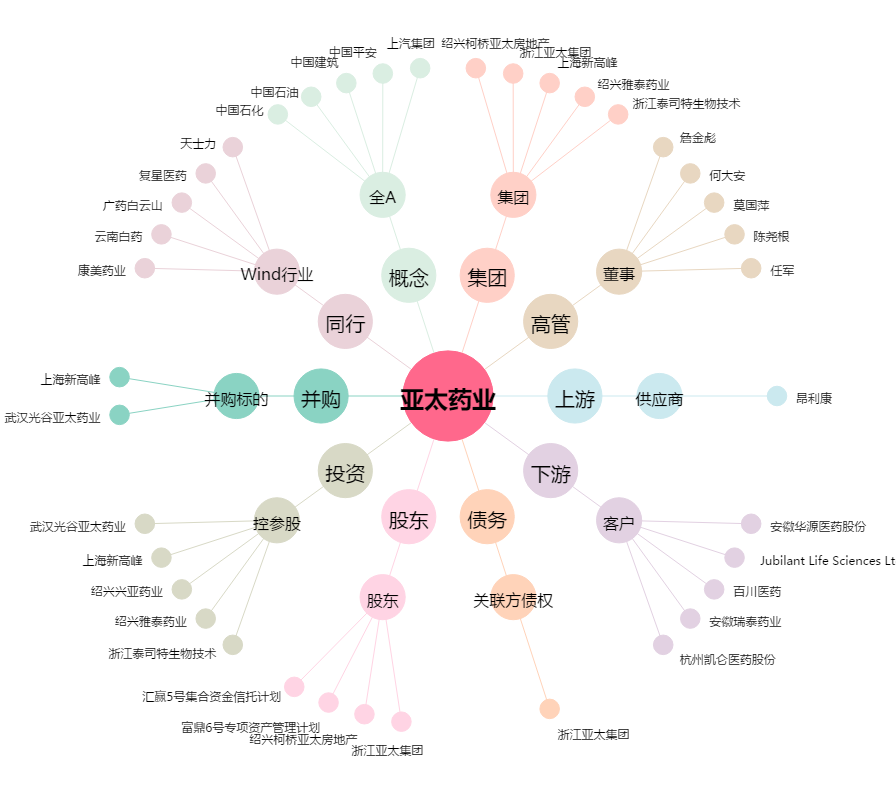 上汽集团
中国平安
中国建筑
中国石油
中国石化
全A
概念
绍兴柯桥亚太房地产
浙江亚太集团
上海新高峰
绍兴雅泰药业
浙江泰司特生物技术
集团
集团
天士力
复星医药
广药白云山
云南白药
康美药业
Wind行业
同行
何大安
莫国萍
陈尧根
任军
董事
高管
上海新高峰
武汉光谷亚太药业
并购标的
并购
亚太药业
上游
供应商
昂利康
投资
控参股
武汉光谷亚太药业
上海新高峰
绍兴兴亚药业
绍兴雅泰药业
浙江泰司特生物技术
下游
客户
安徽华源医药股份
Jubilant Life Sciences Lt
百川医药
安徽瑞泰药业
杭州凯仑医药股份
股东
股东
汇赢5号集合资金信托计划
富鼎6号专项资产管理计划
绍兴柯桥亚太房地产
浙江亚太集团
债务
关联方债权
浙江亚太集团